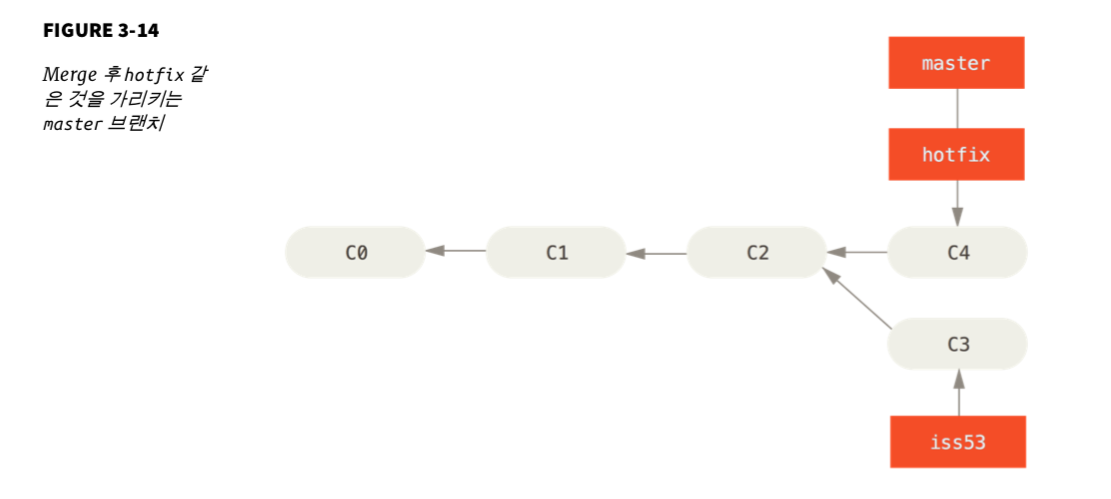 FIGURE 3-14
Merge 후 hotfix 같
은 것을 가리키는
master 브랜치
master
hotfix
C0
C1
C2
C4
C3
iss53